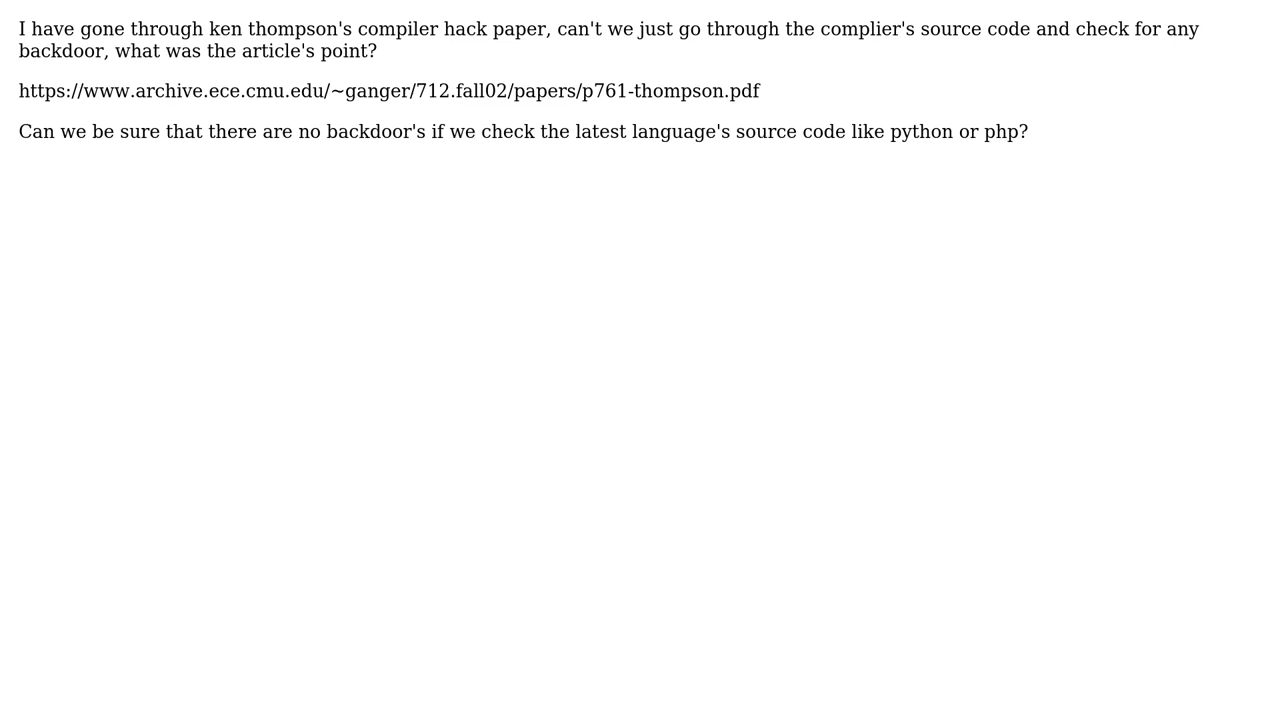 I have gone through ken thompson's compiler hack paper, can't we just go through the complier's source code and check for any
backdoor, what was the article's point?
https://www.archive.ece.cmu.edu/~ganger/712.fall02/papers/p761-thompson.pdf
Can we be sure that there are no backdoor's if we check the latest language's source code like python or php?